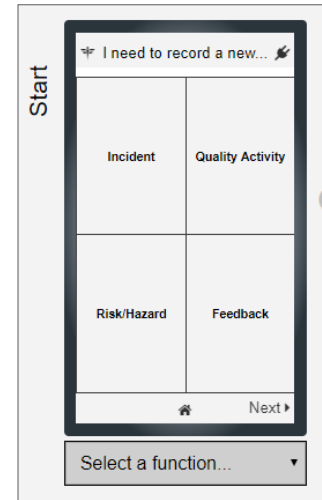 Start
I need to record a new...
Incident
Quality Activity
Risk/Hazard
Feedback
Next
Select a function...